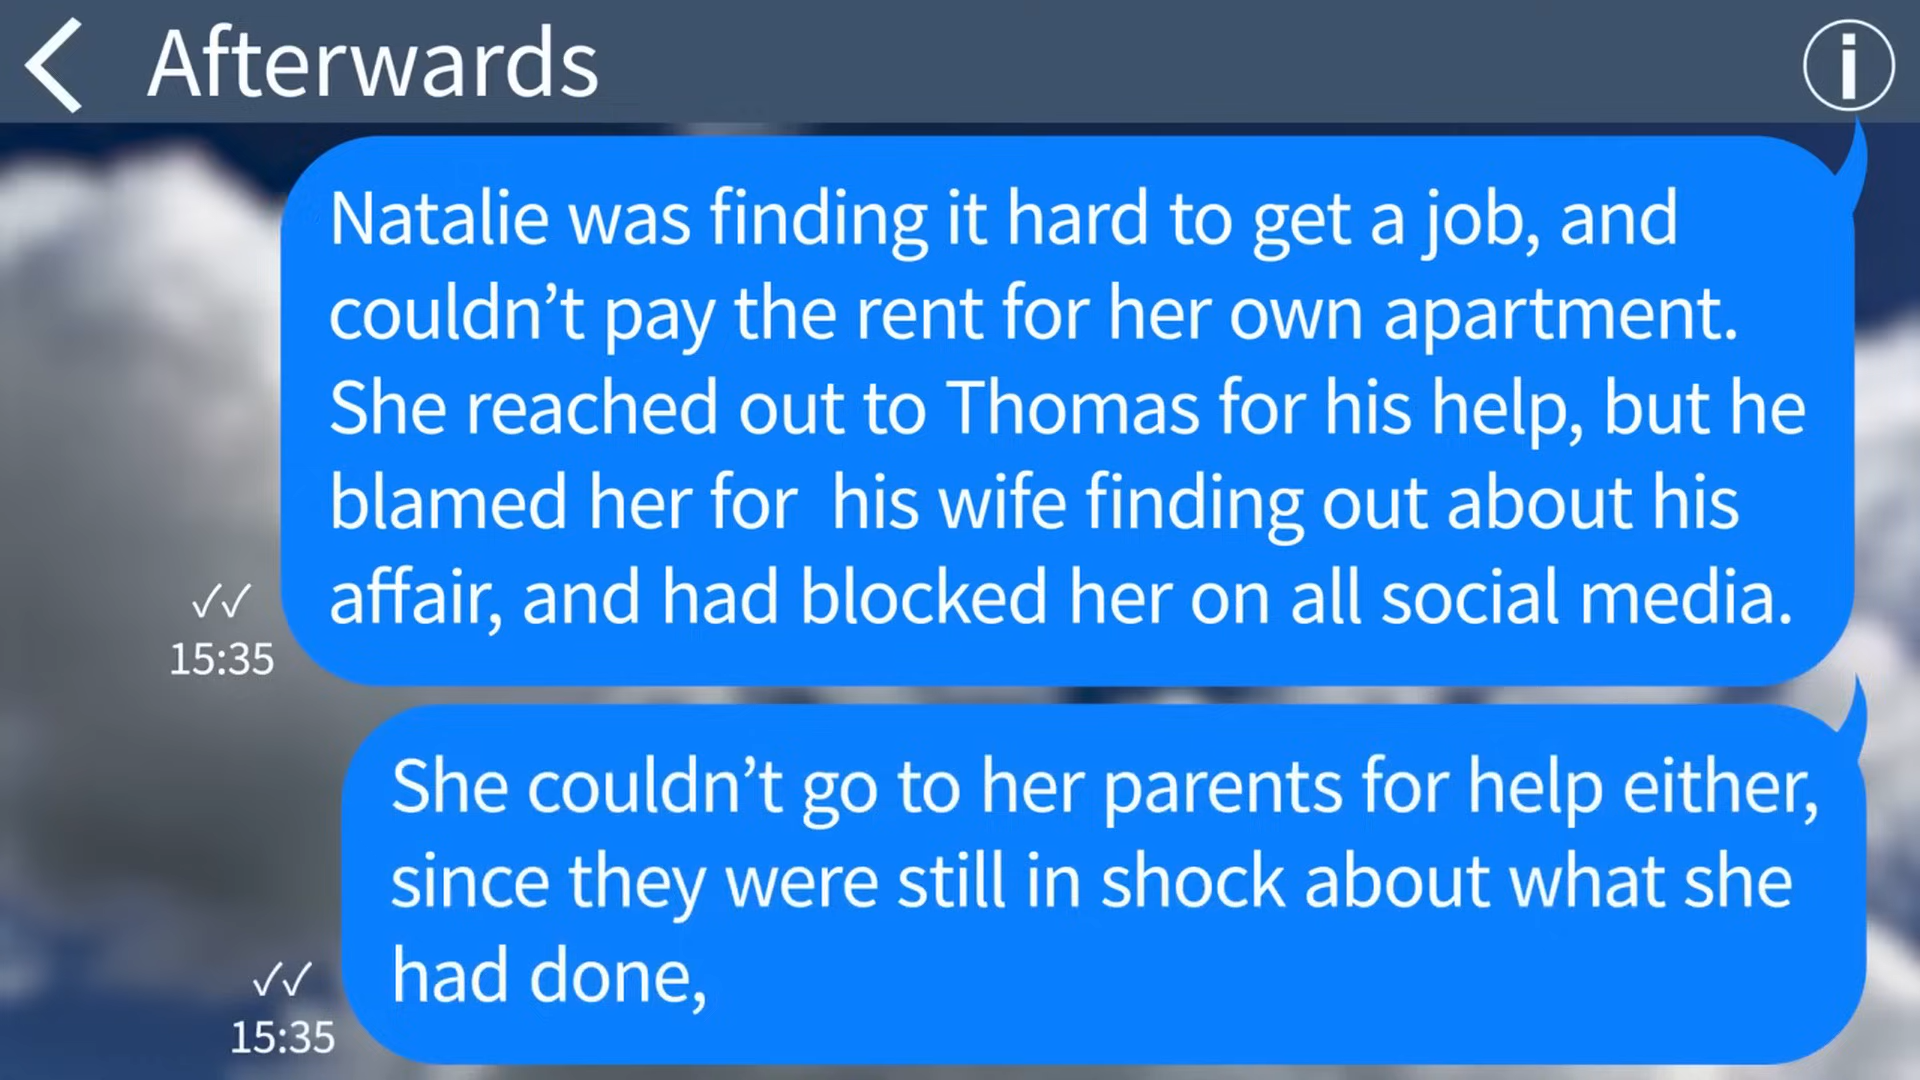 Afterwards
Natalie was finding it hard to get a job, and
couldn’t pay the rent for her own apartment.
She reached out to Thomas for his help, but he
blamed her for  his wife finding out about his
affair, and had blocked her on all social media.
✓✓
15:35
She couldn’t go to her parents for help either,
since they were still in shock about what she
had done,
✓✓
15:35